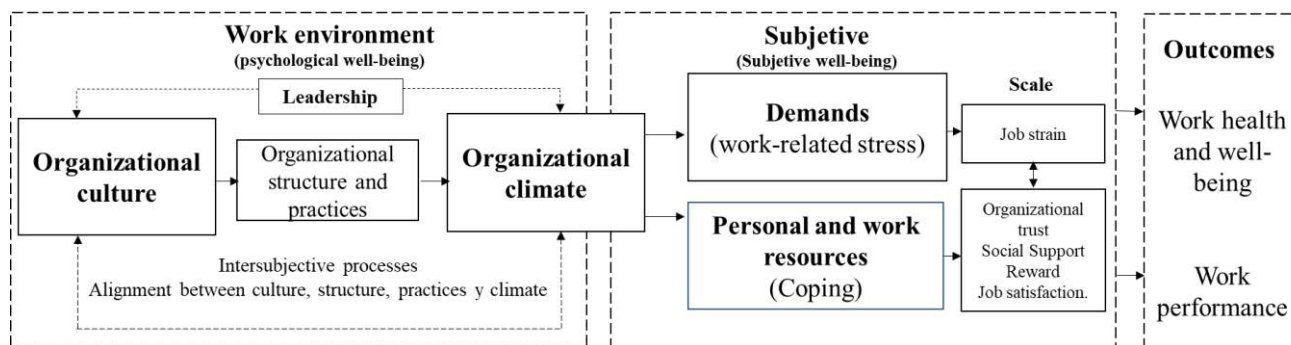 Work environment
(psychological well-being)
Leadership
Organizational
culture
Organizational
structure and
practices
Organizational
climate
Intersubjective processes
Alignment between culture, structure, practices y climate
Subjetive
(Subjetive well-being)
Demands
(work-related stress)
Personal and work
resources
(Coping)
Scale
Job strain
Organizational
trust
Social Support
Reward
Job satisfaction.
Outcomes
Work health
and well-
being
Work
performance